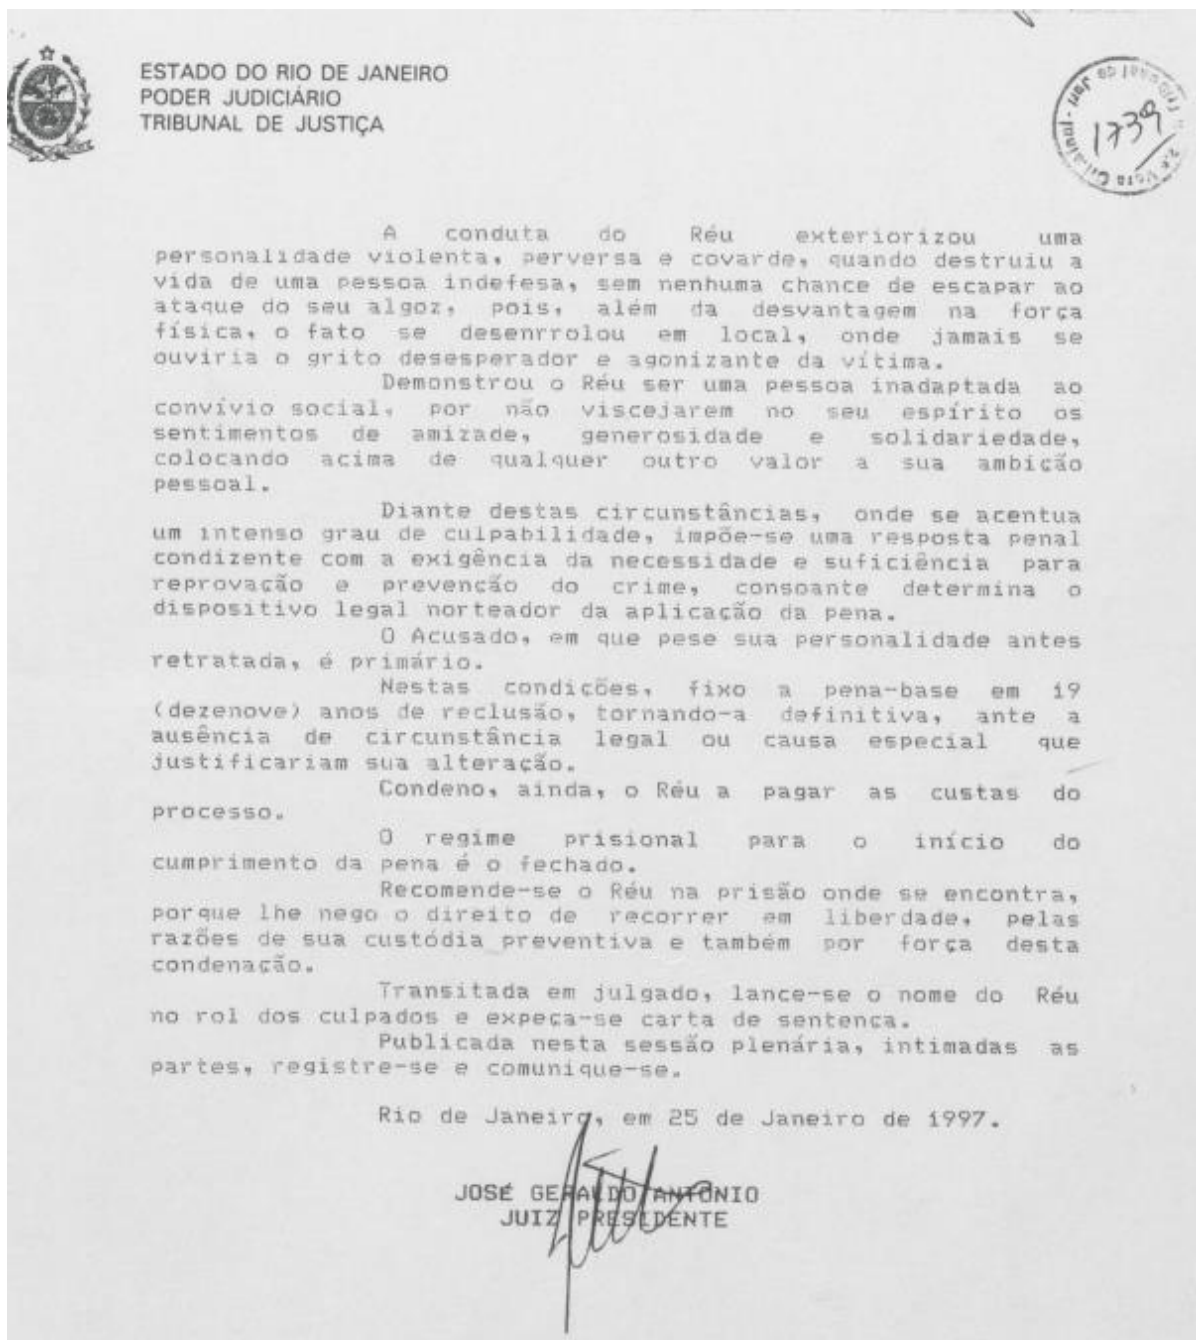 ESTADO DO RIO DE JANEIRO
PODER JUDICIÁRIO
TRIBUNAL DE JUSTIÇA
1739
A conduta do Réu exteriorizou uma
personalidade violenta, perversa e covarde, quando destruiu a
vida de uma pessoa indefesa, sem nenhuma chance de escapar ao
ataque do seu algoz, pois, além da desvantagem na força
física, o fato se desenrrolou em local, onde jamais se
ouviria o grito desesperador e agonizante da vítima.
Demonstrou o Réu ser uma pessoa inadaptada ao
convívio social, por não viscejarem no seu espírito os
sentimentos de amizade, generosidade e solidariedade,
colocando acima de qualquer outro valor a sua ambição
pessoal.
Diante destas circunstâncias, onde se acentua
um intenso grau de culpabilidade, impõe-se uma resposta penal
condizente com a exigência da necessidade e suficiência para
reprovação e prevenção do crime, consoante determina o
dispositivo legal norteador da aplicação da pena.
O Acusado, em que pese sua personalidade antes
retratada, é primário.
Nestas condições, fixo a pena-base em 19
(dezenove) anos de reclusão, tornando-a definitiva, ante a
ausência de circunstância legal ou causa especial que
justificariam sua alteração.
Condeno, ainda, o Réu a pagar as custas do
processo.
O regime prisional para o início do
cumprimento da pena é o fechado.
Recomende-se o Réu na prisão onde se encontra,
porque lhe nego o direito de recorrer em liberdade, pelas
razões de sua custódia preventiva e também por força desta
condenação.
Transitada em julgado, lance-se o nome do Réu
no rol dos culpados e expeça-se carta de sentença.
Publicada nesta sessão plenária, intimadas as
partes, registre-se e comunique-se.
Rio de Janeiro, em 25 de Janeiro de 1997.
JOSÉ GERALDO ANTÔNIO
JUIZ PRESIDENTE